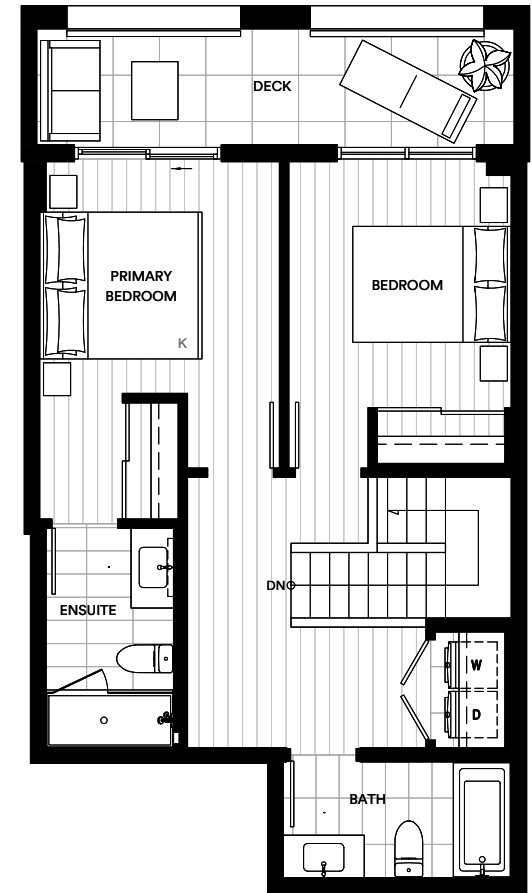 DECK
PRIMARY
BEDROOM
K
BEDROOM
DN
ENSUITE
W
D
BATH